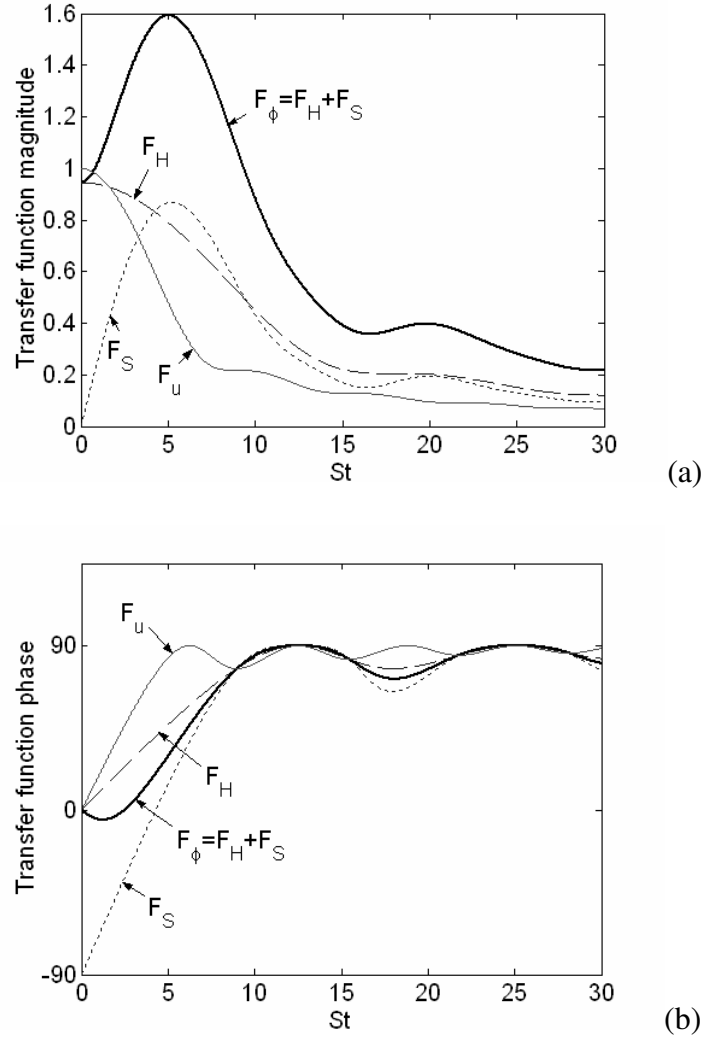 Transfer function magnitude
1.6
1.4
1.2
1
0.8
0.6
0.4
0.2
0
F_ϕ=F_H+F_S
F_H
F_S
F_u
0 5 10 15 20 25 30
St
(a)
Transfer function phase
90
0
-90
F_u
F_H
F_ϕ=F_H+F_S
F_S
0 5 10 15 20 25 30
St
(b)